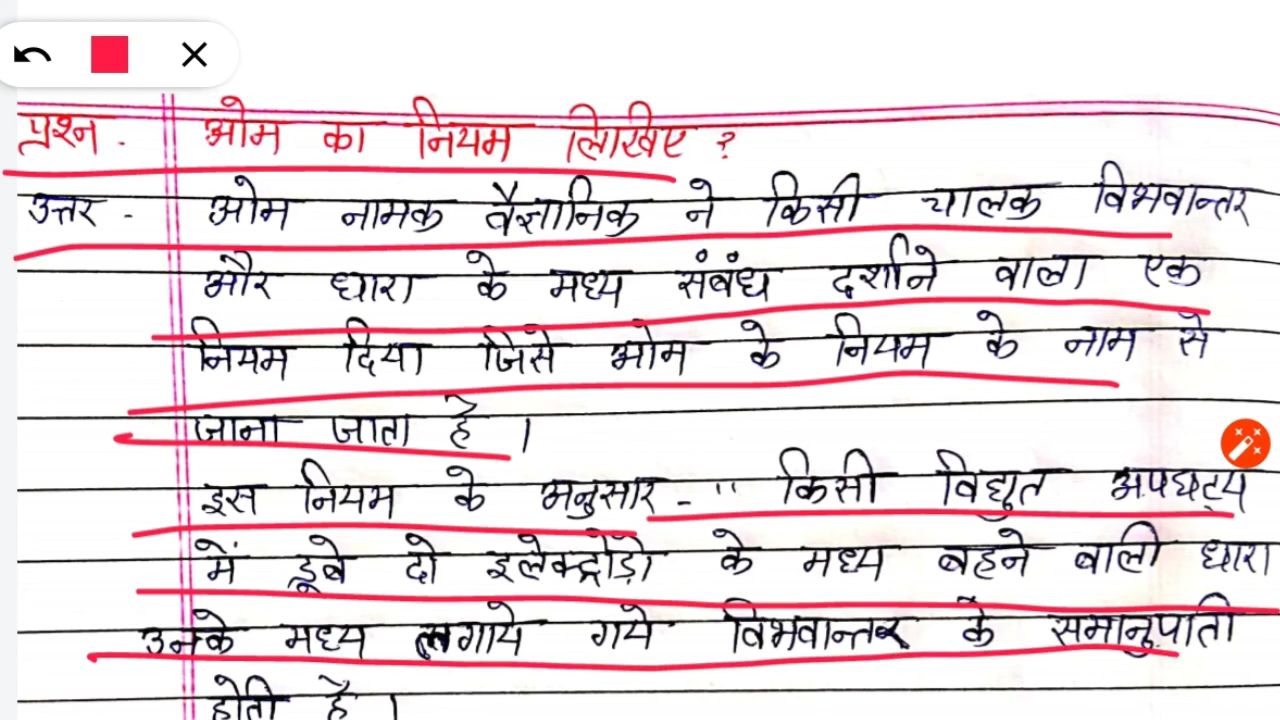 प्रश्न . ओम का नियम लिखिए ?
उत्तर - ओम नामक वैज्ञानिक ने किसी चालक विभवान्तर
और धारा के मध्य संबंध दर्शाने वाला एक
नियम दिया जिसे ओम के नियम के नाम से
जाना जाता है ।
इस नियम के अनुसार - " किसी विद्युत अपघट्य
में डूबे दो इलेक्ट्रोडो के मध्य बहने वाली धारा
उनके मध्य लगाये गये विभवान्तर के समानुपाती
होती है ।